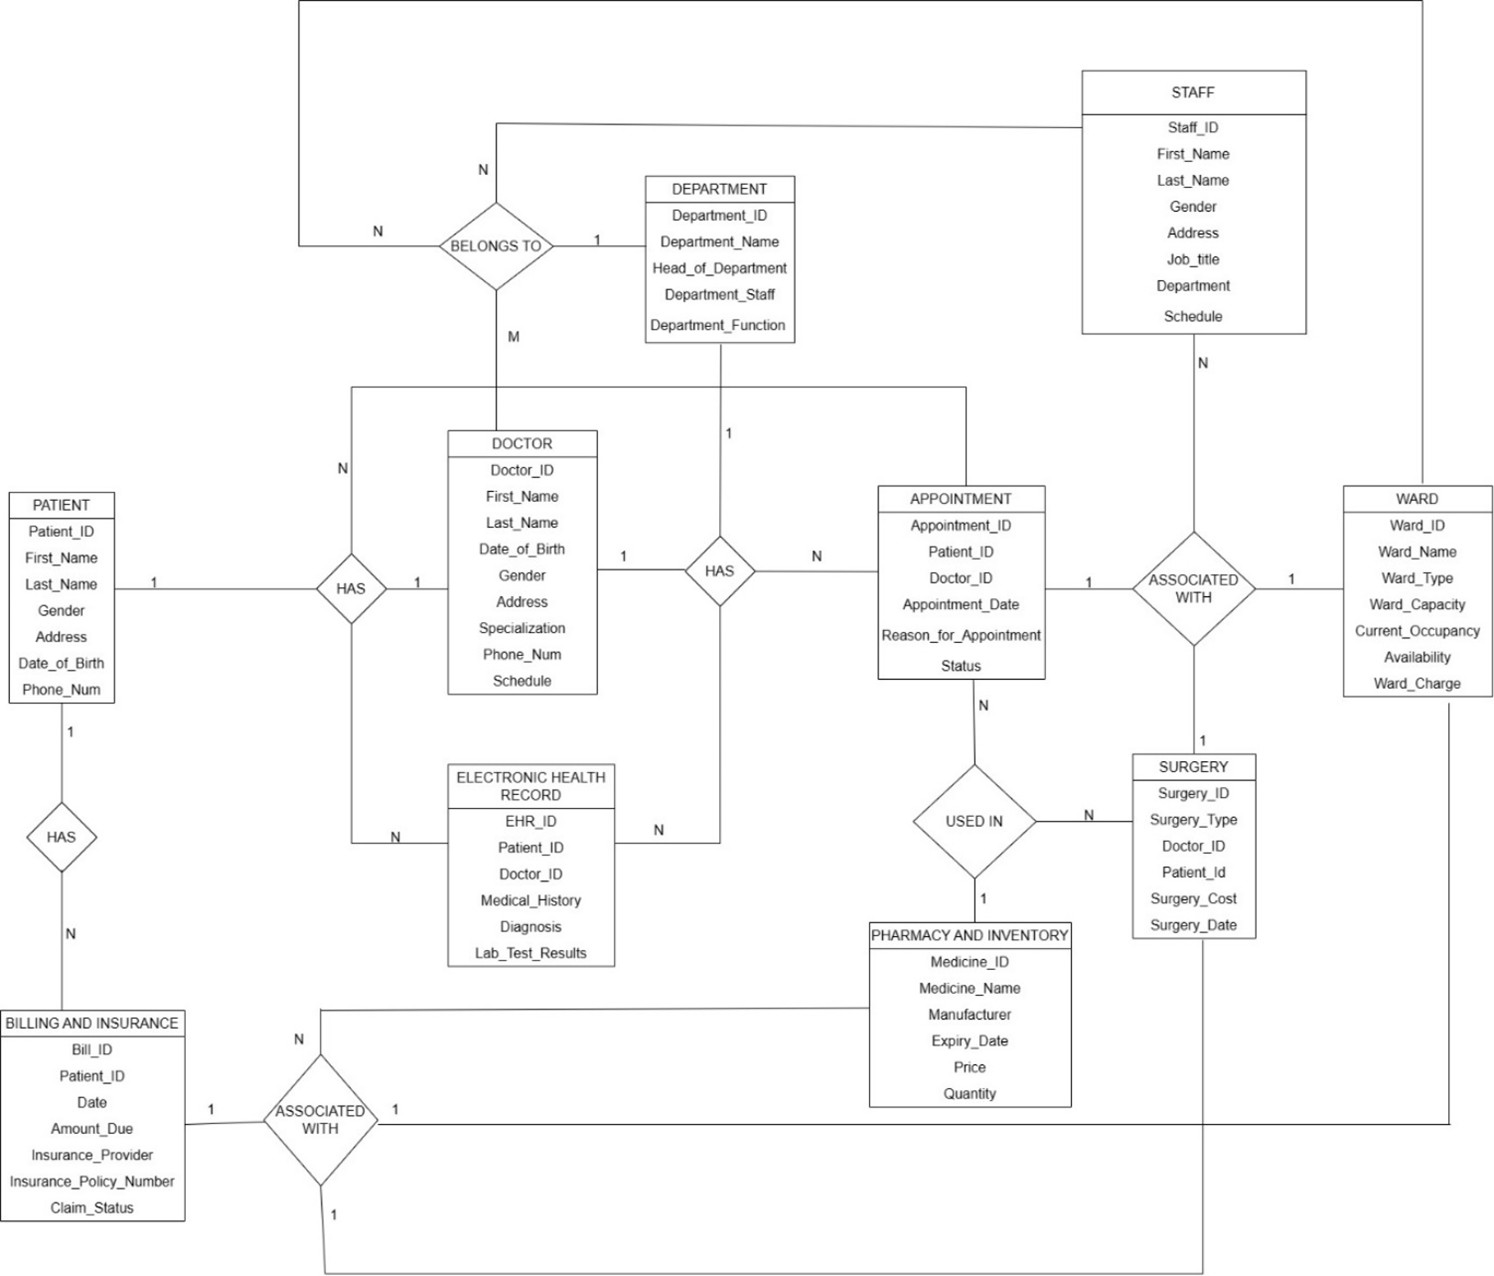 STAFF
Staff_ID
First_Name
Last_Name
Gender
Address
Job_title
Department
Schedule
N
DEPARTMENT
Department_ID
Department_Name
Head_of_Department
Department_Staff
Department_Function
N
BELONGS TO
1
M
N
1
N
DOCTOR
Doctor_ID
First_Name
Last_Name
Date_of_Birth
Gender
Address
Specialization
Phone_Num
Schedule
PATIENT
Patient_ID
First_Name
Last_Name
Gender
Address
Date_of_Birth
Phone_Num
1
HAS
1
1
HAS
N
APPOINTMENT
Appointment_ID
Patient_ID
Doctor_ID
Appointment_Date
Reason_for_Appointment
Status
1
ASSOCIATED
WITH
1
WARD
Ward_ID
Ward_Name
Ward_Type
Ward_Capacity
Current_Occupancy
Availability
Ward_Charge
1
N
1
HAS
N
ELECTRONIC HEALTH
RECORD
EHR_ID
Patient_ID
Doctor_ID
Medical_History
Diagnosis
Lab_Test_Results
N
N
USED IN
N
1
SURGERY
Surgery_ID
Surgery_Type
Doctor_ID
Patient_Id
Surgery_Cost
Surgery_Date
PHARMACY AND INVENTORY
Medicine_ID
Medicine_Name
Manufacturer
Expiry_Date
Price
Quantity
BILLING AND INSURANCE
Bill_ID
Patient_ID
Date
Amount_Due
Insurance_Provider
Insurance_Policy_Number
Claim_Status
N
1
ASSOCIATED
WITH
1
1